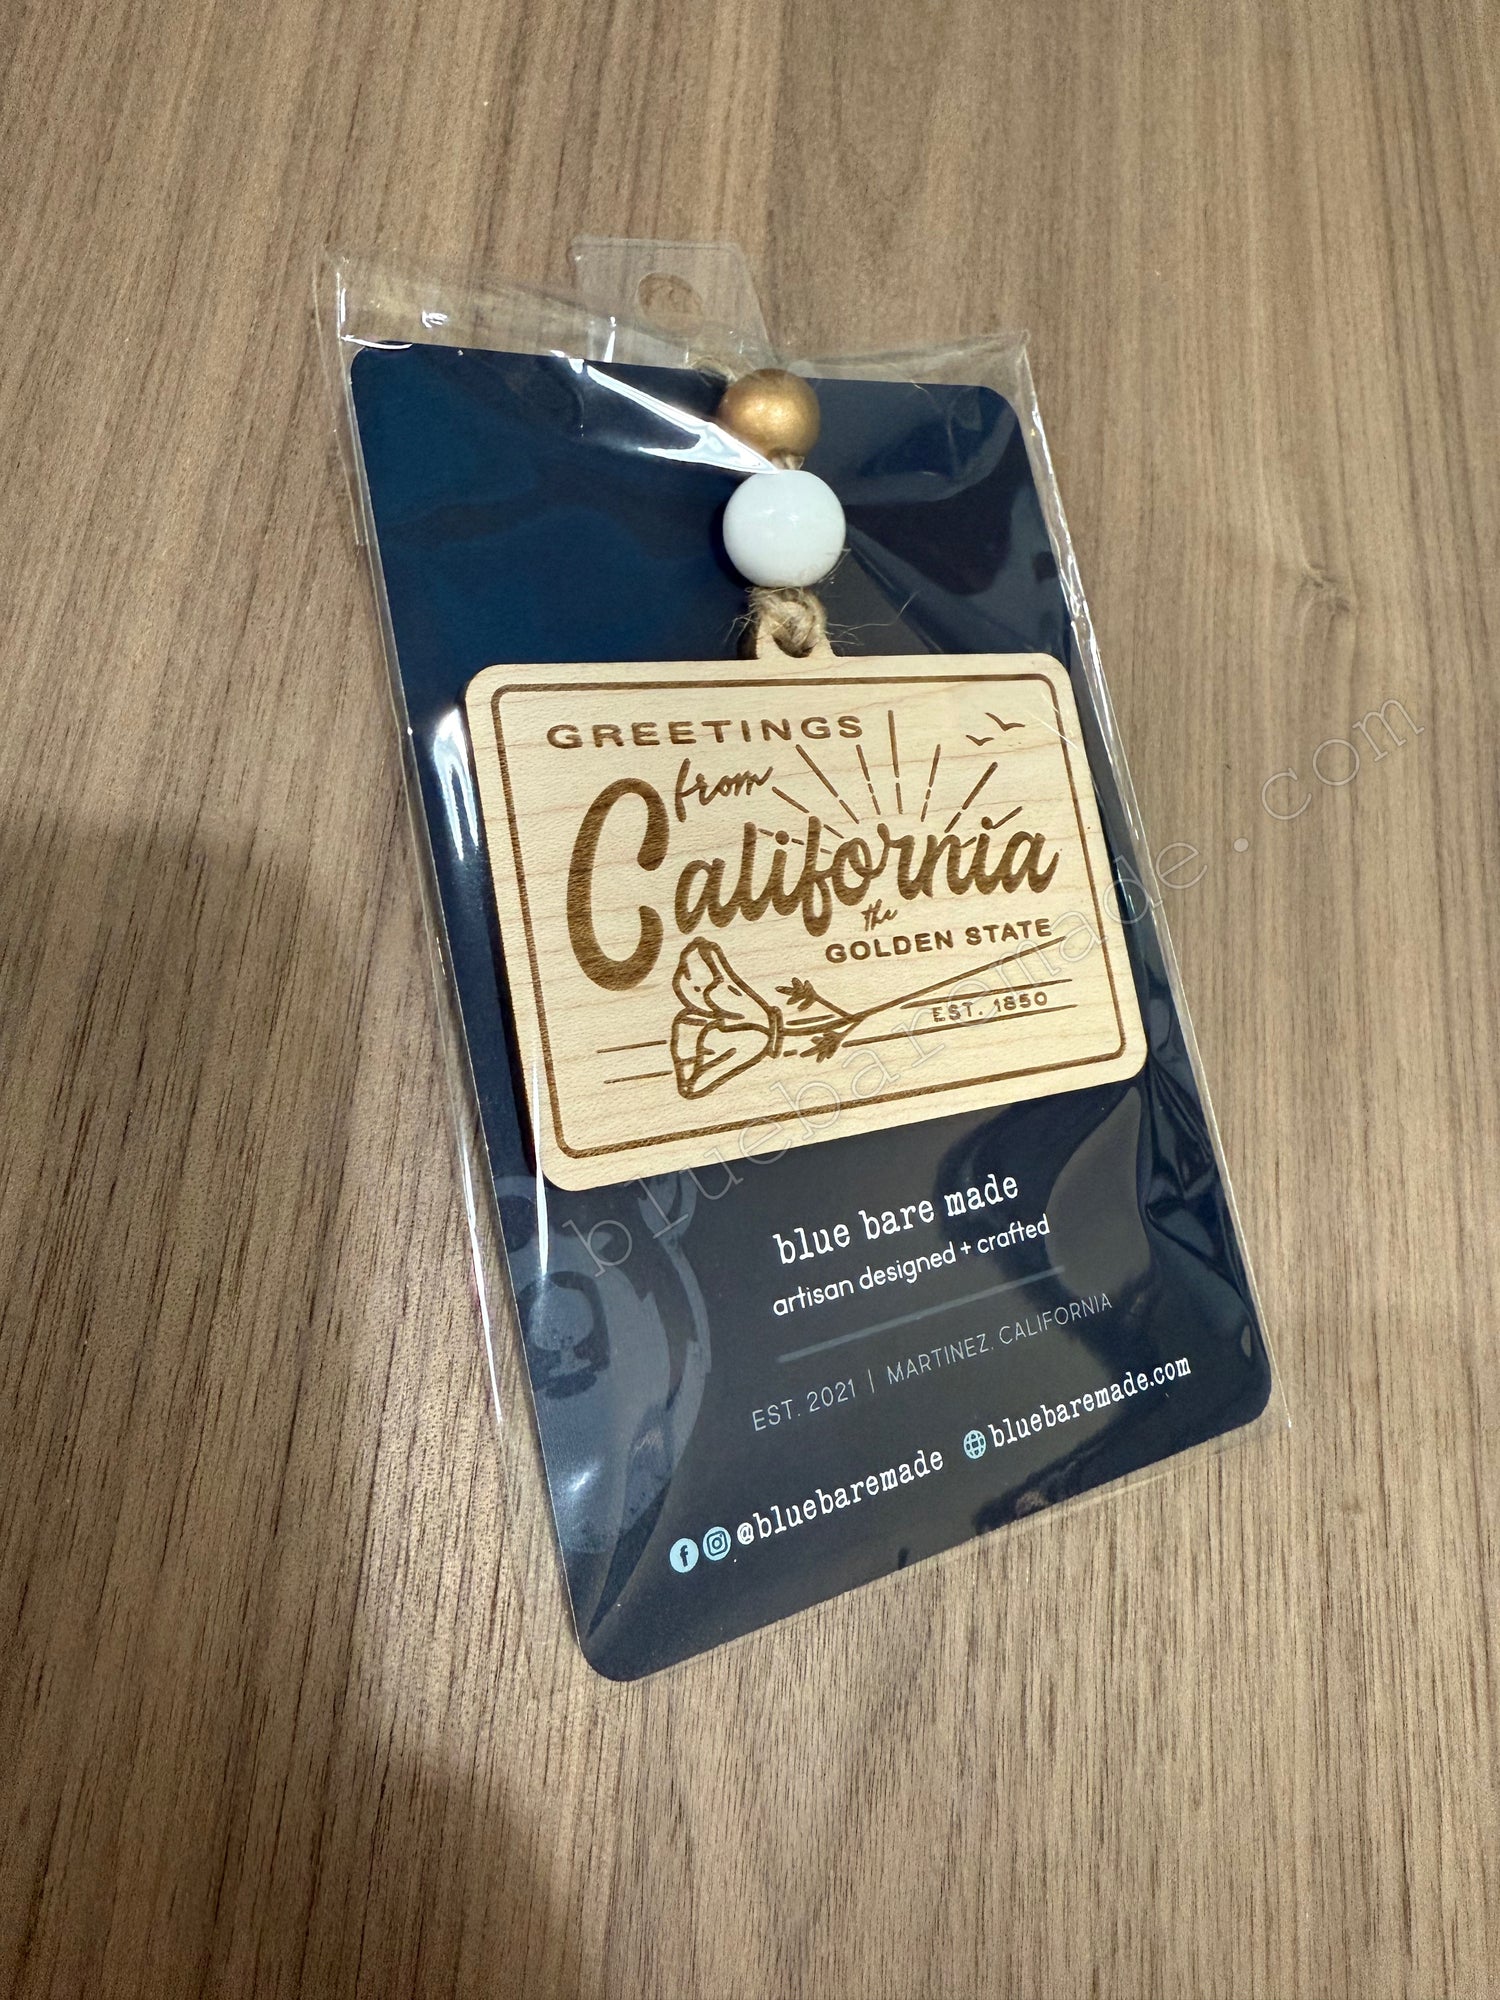 GREETINGS
from
California
the
GOLDEN STATE
EST. 1850
blue bare made
artisan designed + crafted
EST. 2021 | MARTINEZ, CALIFORNIA
@bluebaremade bluebaremade.com
bluebaremade.com